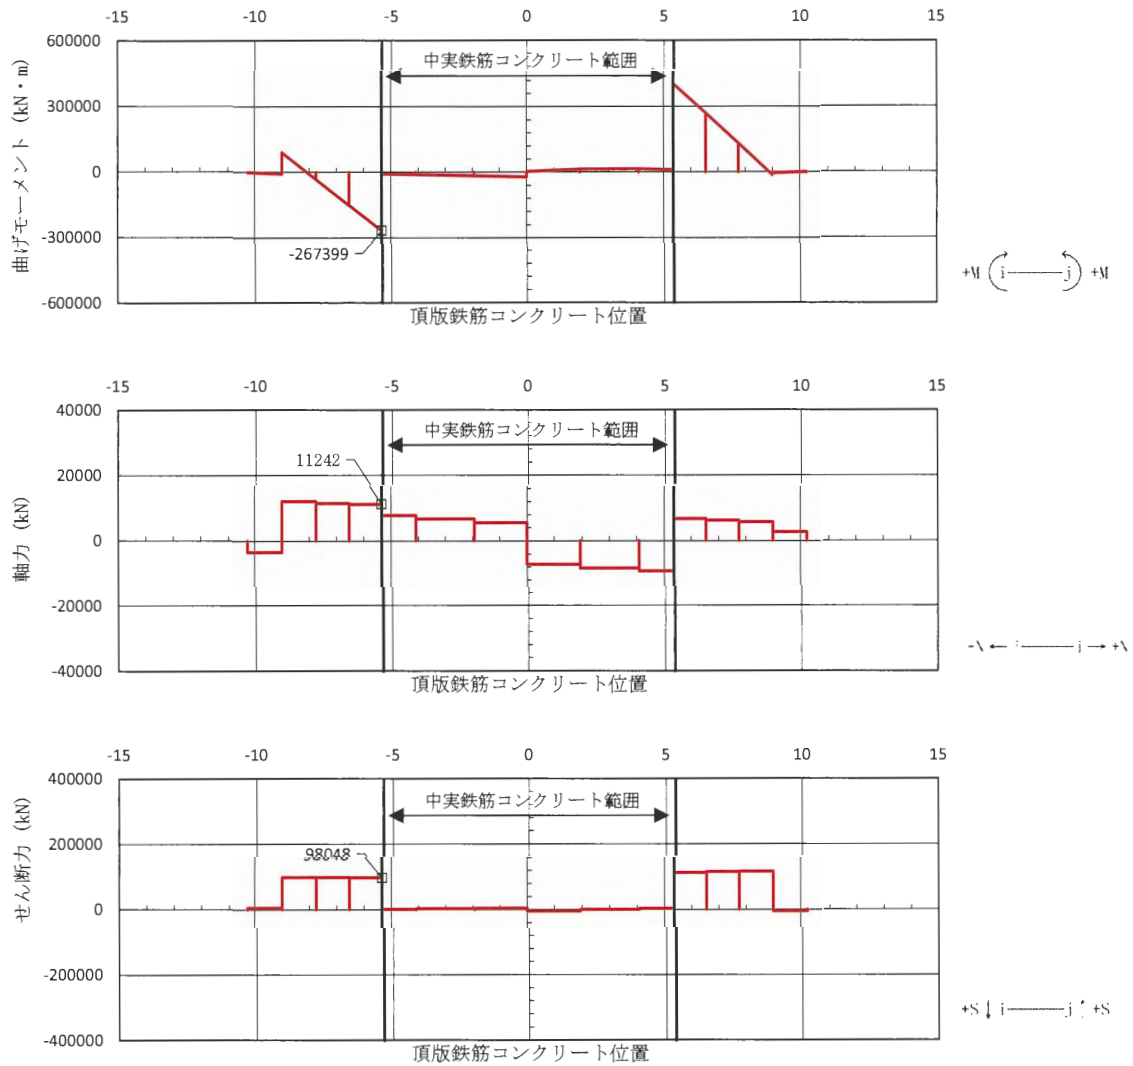 -15 -10 -5 0 5 10 15
600000
中実鉄筋コンクリート範囲
300000
0
-267399
-300000
-600000
曲げモーメント (kN・m)
頂版鉄筋コンクリート位置
+M i j +M
-15 -10 -5 0 5 10 15
40000
中実鉄筋コンクリート範囲
11242
20000
0
-20000
-40000
軸力 (kN)
頂版鉄筋コンクリート位置
j
-15 -10 -5 0 5 10 15
400000
中実鉄筋コンクリート範囲
200000
98048
0
-200000
-400000
せん断力 (kN)
頂版鉄筋コンクリート位置
+S i j +S